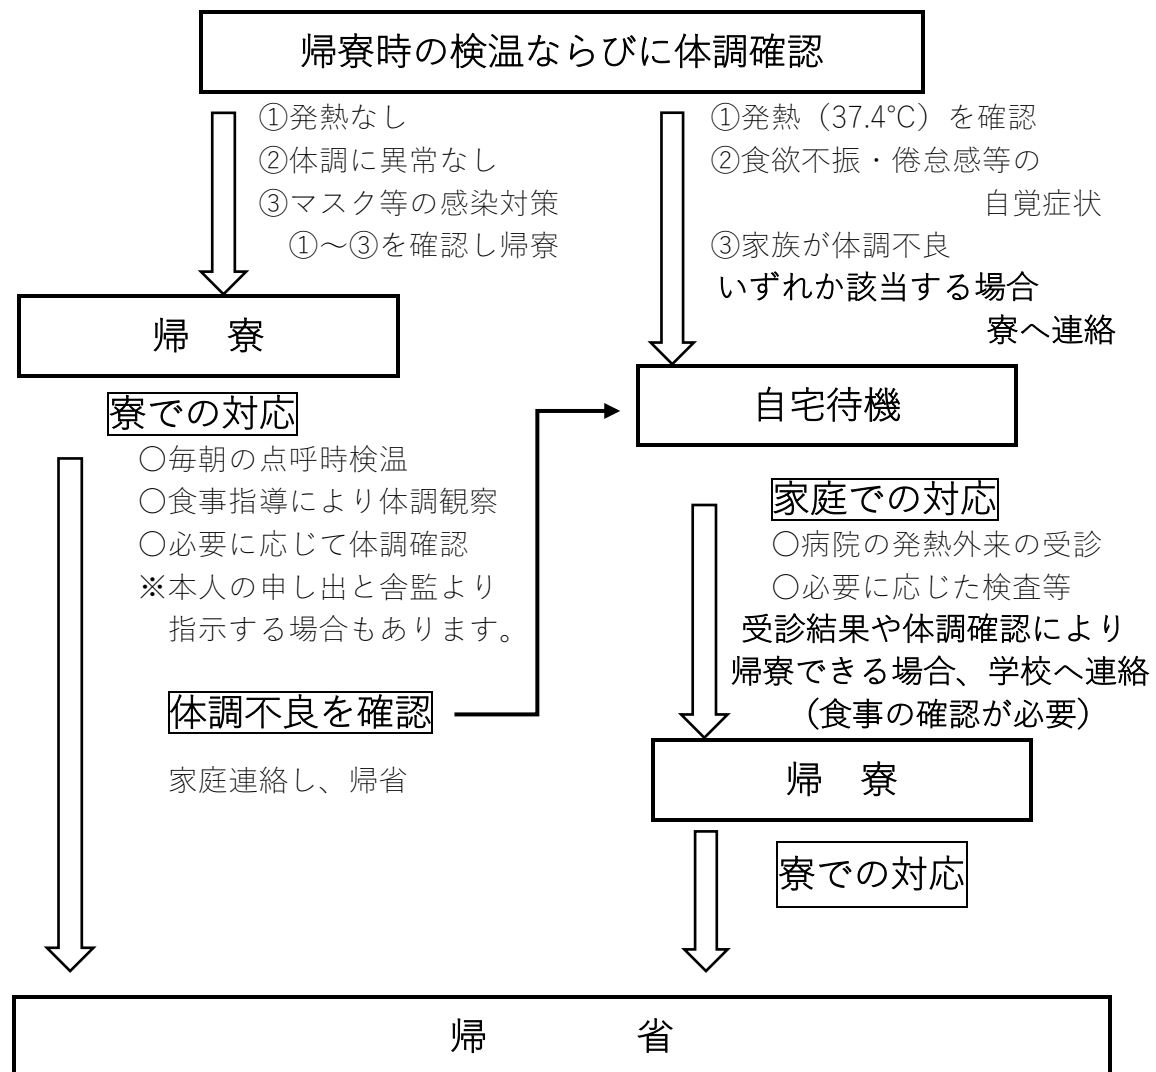 帰寮時の検温ならびに体調確認
①発熱なし
②体調に異常なし
③マスク等の感染対策
①～③を確認し帰寮
①発熱（37.4℃）を確認
②食欲不振・倦怠感等の
自覚症状
③家族が体調不良
いずれか該当する場合
寮へ連絡
帰　寮
寮での対応
○毎朝の点呼時検温
○食事指導により体調観察
○必要に応じて体調確認
※本人の申し出と舎監より
指示する場合もあります。
体調不良を確認
家庭連絡し、帰省
自宅待機
家庭での対応
○病院の発熱外来の受診
○必要に応じた検査等
受診結果や体調確認により
帰寮できる場合、学校へ連絡
（食事の確認が必要）
帰　寮
寮での対応
帰　　　　省